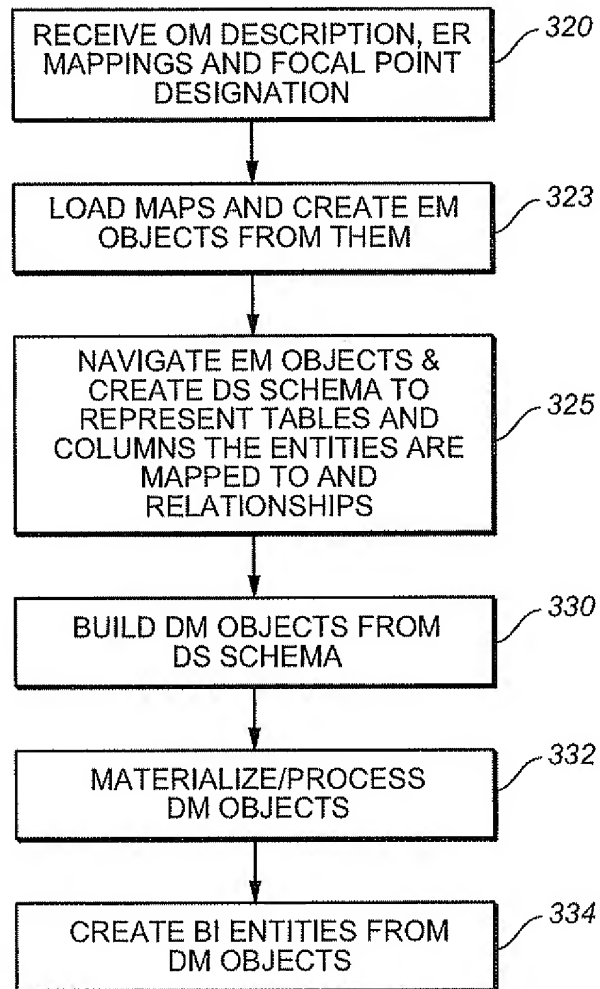 RECEIVE OM DESCRIPTION, ER
MAPPINGS AND FOCAL POINT
DESIGNATION
320
LOAD MAPS AND CREATE EM
OBJECTS FROM THEM
323
NAVIGATE EM OBJECTS &
CREATE DS SCHEMA TO
REPRESENT TABLES AND
COLUMNS THE ENTITIES ARE
MAPPED TO AND
RELATIONSHIPS
325
BUILD DM OBJECTS FROM
DS SCHEMA
330
MATERIALIZE/PROCESS
DM OBJECTS
332
CREATE BI ENTITIES FROM
DM OBJECTS
334